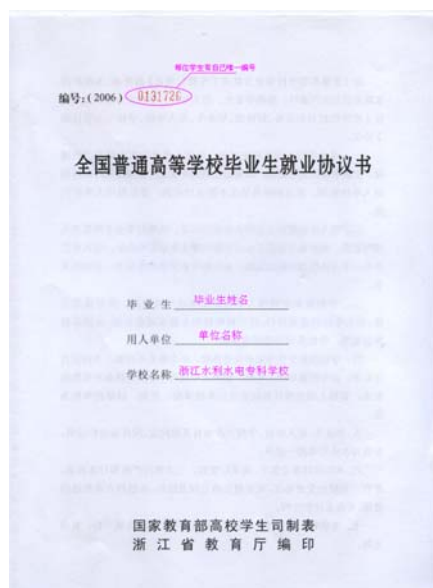 每位学生有自己唯一编号
编号:(2006) 0131726
全国普通高等学校毕业生就业协议书
毕 业 生 毕业生姓名
用人单位 单位名称
学校名称 浙江水利水电专科学校
国家教育部高校学生司制表
浙江省教育厅编印